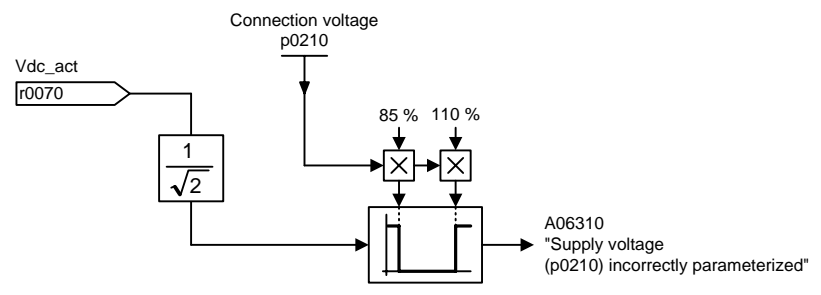 Connection voltage
p0210
Vdc_act
r0070
85 % 110 %
1
√2
A06310
"Supply voltage
(p0210) incorrectly parameterized"